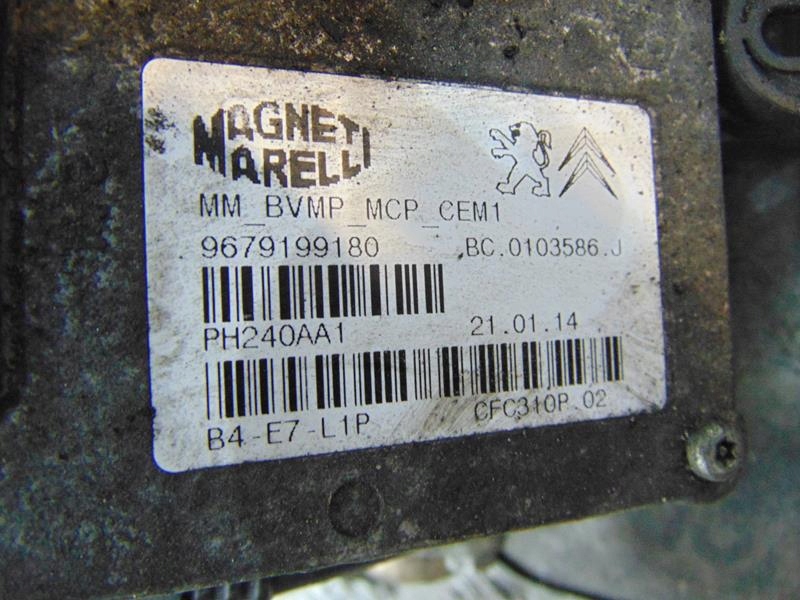 MAGNETI
MARELLI
MM_BVMP_MCP_CEM1
9679199180 BC.0103586.J
PH240AA1 21.01.14
B4-E7-L1P CFC310P.02